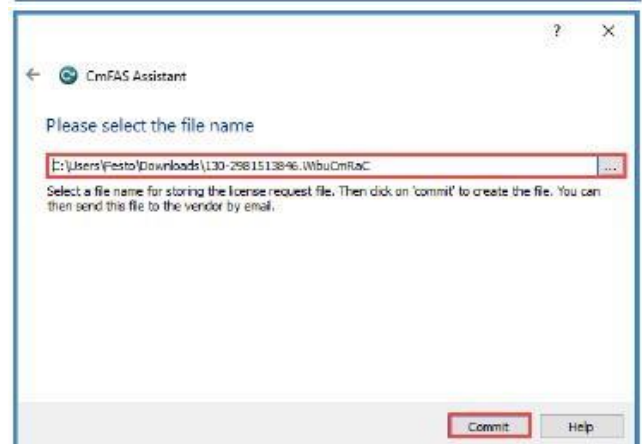 CmFAS Assistant
Please select the file name
C:\Users\Festo\Downloads\130-2981513846.WibuCmRaC
...
Select a file name for storing the license request file. Then click on 'commit' to create the file. You can
then send this file to the vendor by email.
Commit Help